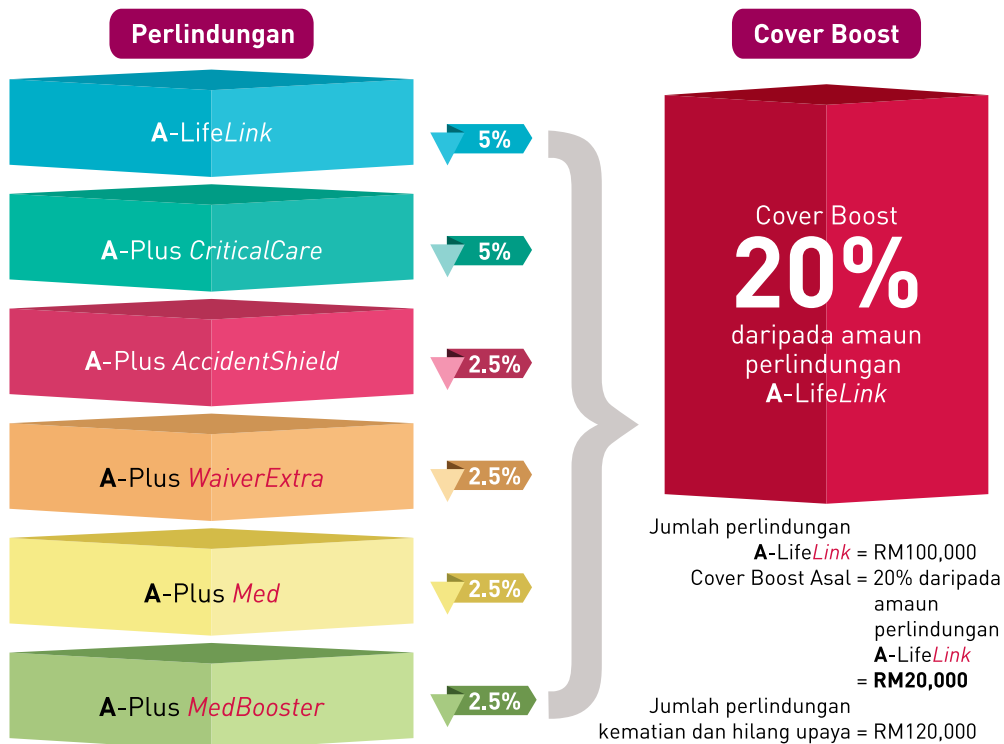 Perlindungan
A-LifeLink
5%
A-Plus CriticalCare
5%
A-Plus AccidentShield
2.5%
A-Plus WaiverExtra
2.5%
A-Plus Med
2.5%
A-Plus MedBooster
2.5%
Cover Boost
Cover Boost
20%
daripada amaun
perlindungan
A-LifeLink
Jumlah perlindungan
A-LifeLink = RM100,000
Cover Boost Asal = 20% daripada
amaun
perlindungan
A-LifeLink
= RM20,000
Jumlah perlindungan
kematian dan hilang upaya = RM120,000